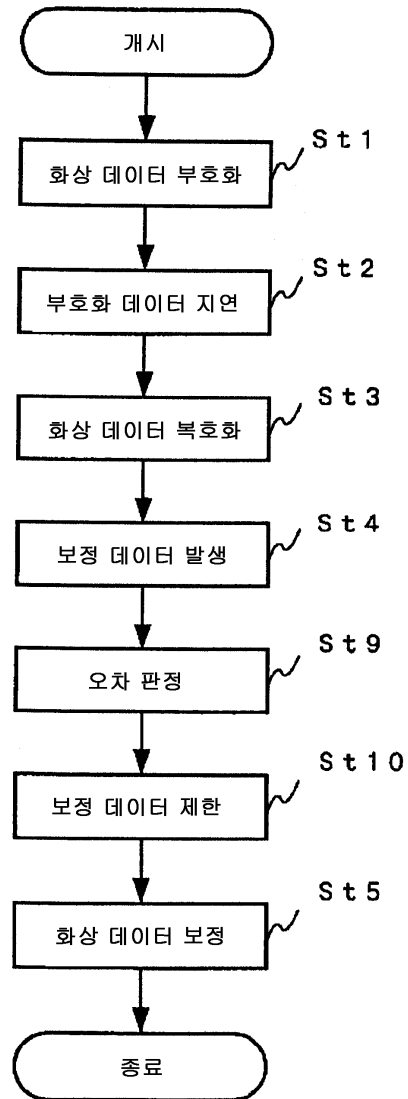 개시
St1
화상 데이터 부호화
St2
부호화 데이터 지연
St3
화상 데이터 복호화
St4
보정 데이터 발생
St9
오차 판정
St10
보정 데이터 제한
St5
화상 데이터 보정
종료